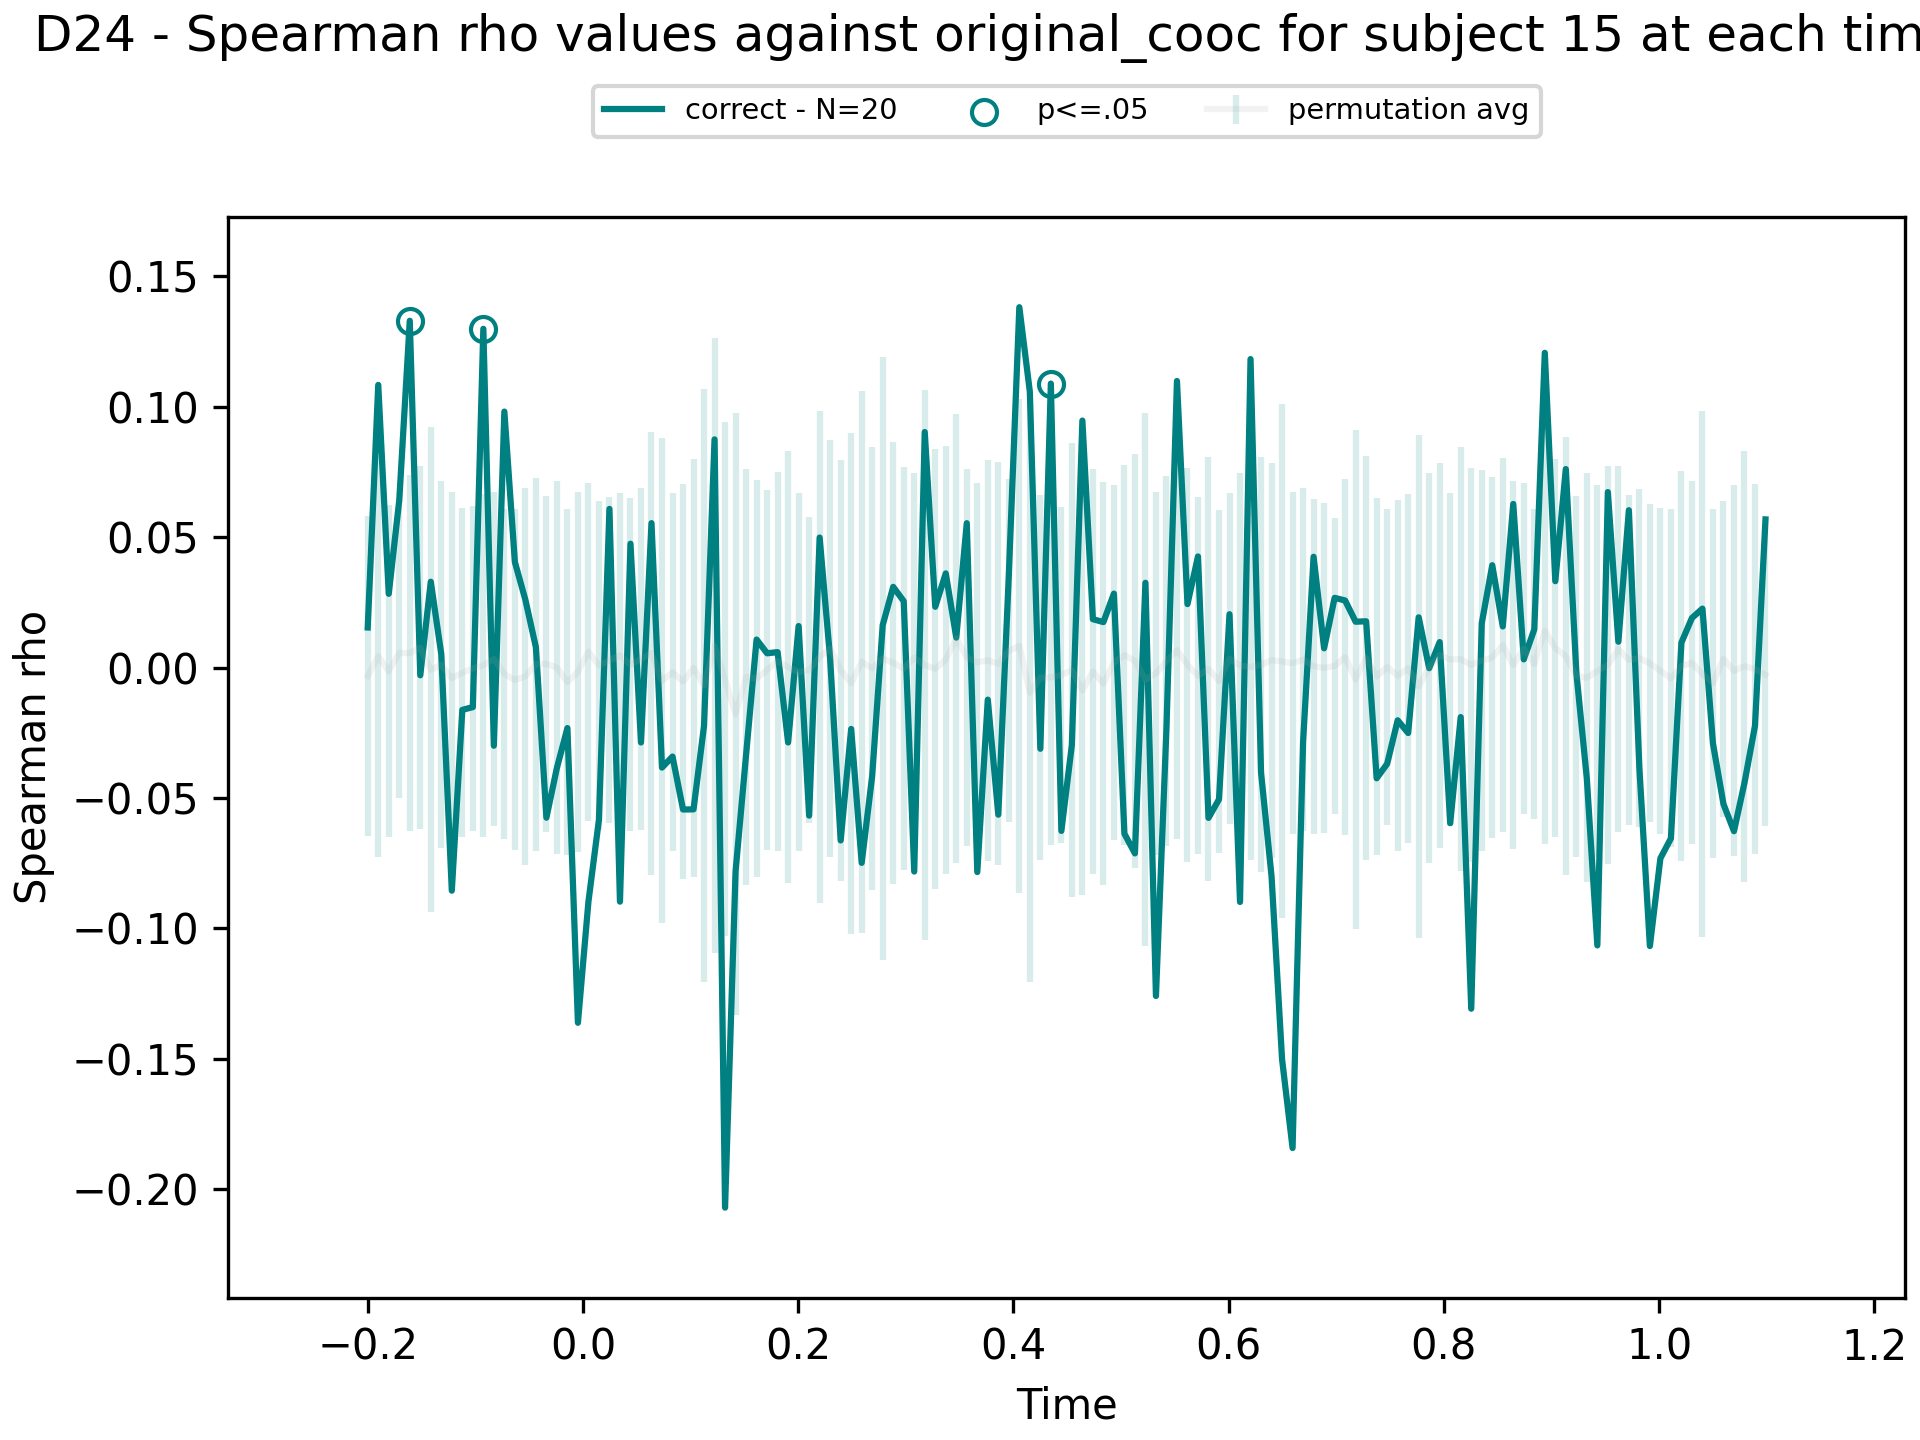 D24 - Spearman rho values against original_cooc for subject 15 at each tim
correct - N=20 p<=.05 permutation avg
0.15
0.10
0.05
0.00
−0.05
−0.10
−0.15
−0.20
Spearman rho
−0.2 0.0 0.2 0.4 0.6 0.8 1.0 1.2
Time